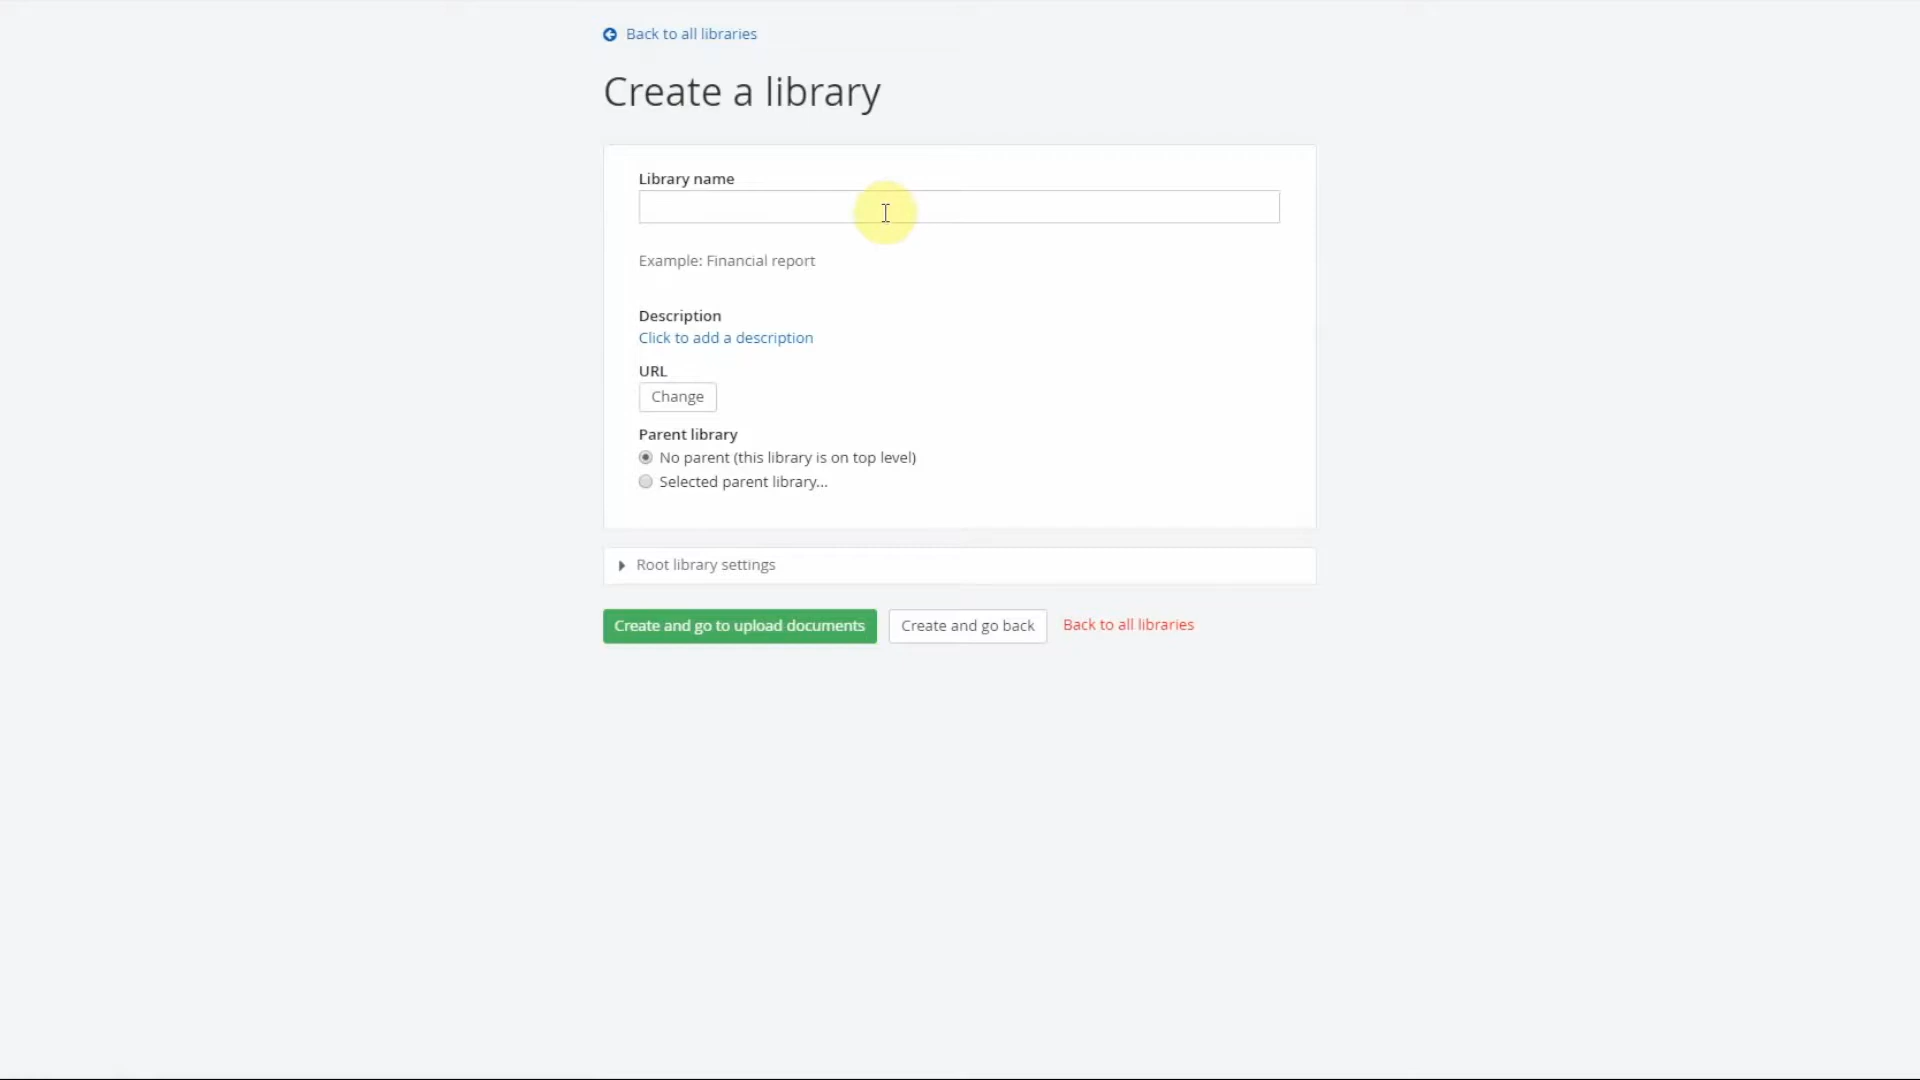 Back to all libraries
Create a library
Library name
Example: Financial report
Description
Click to add a description
URL
Change
Parent library
No parent (this library is on top level)
Selected parent library...
Root library settings
Create and go to upload documents
Create and go back
Back to all libraries